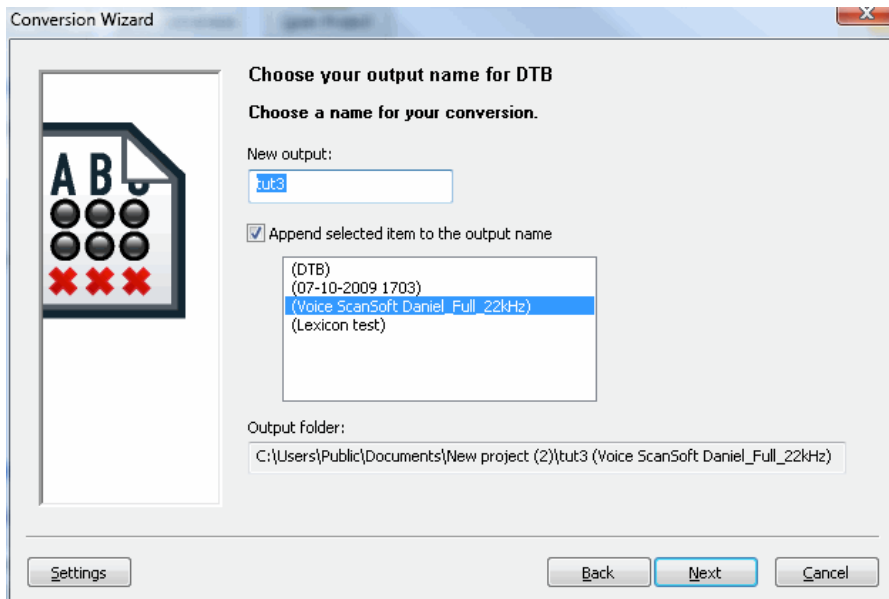 Conversion Wizard
Choose your output name for DTB
Choose a name for your conversion.
New output:
tut3
Append selected item to the output name
(DTB)
(07-10-2009 1703)
(Voice ScanSoft Daniel_Full_22kHz)
(Lexicon test)
Output folder:
C:\Users\Public\Documents\New project (2)\tut3 (Voice ScanSoft Daniel_Full_22kHz)
Settings
Back
Next
Cancel